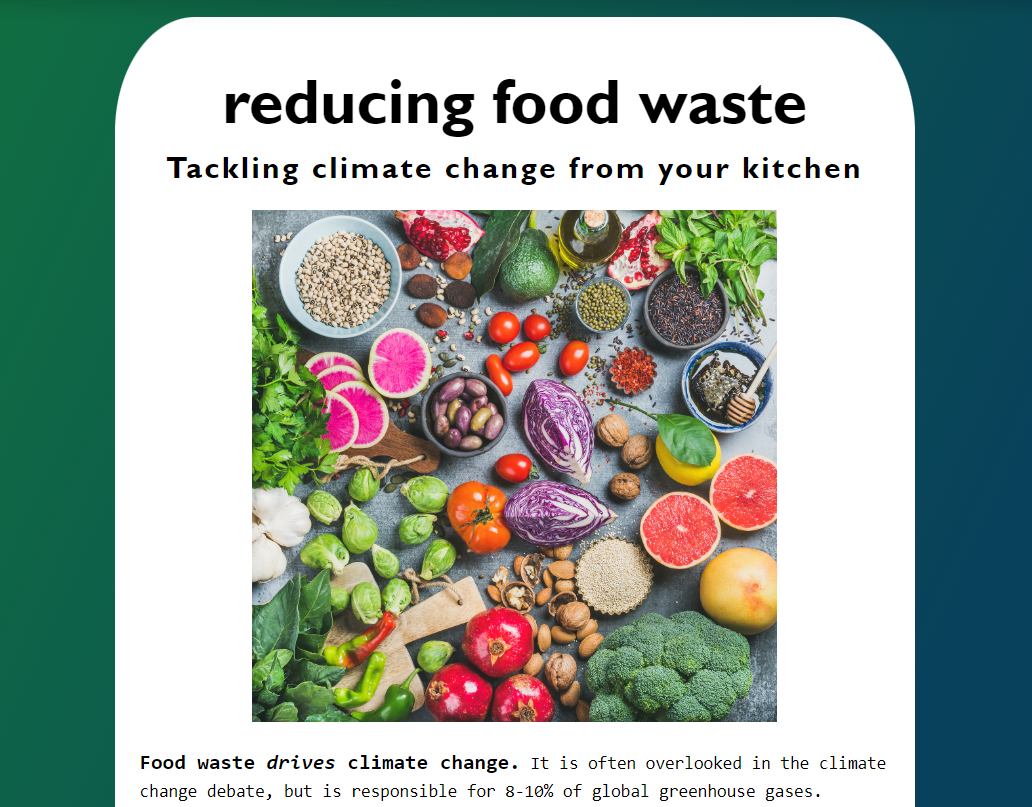 reducing food waste
Tackling climate change from your kitchen
Food waste drives climate change. It is often overlooked in the climate
change debate, but is responsible for 8-10% of global greenhouse gases.